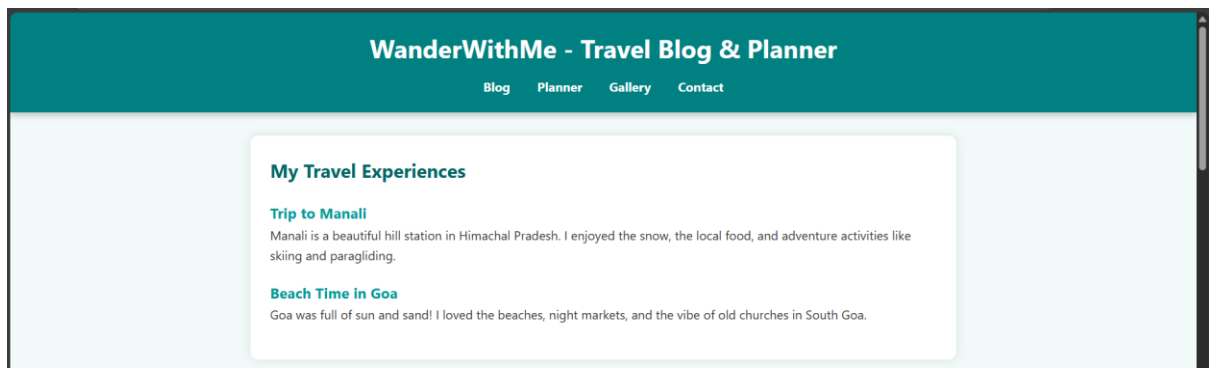 WanderWithMe - Travel Blog & Planner
Blog Planner Gallery Contact
My Travel Experiences
Trip to Manali
Manali is a beautiful hill station in Himachal Pradesh. I enjoyed the snow, the local food, and adventure activities like
skiing and paragliding.
Beach Time in Goa
Goa was full of sun and sand! I loved the beaches, night markets, and the vibe of old churches in South Goa.